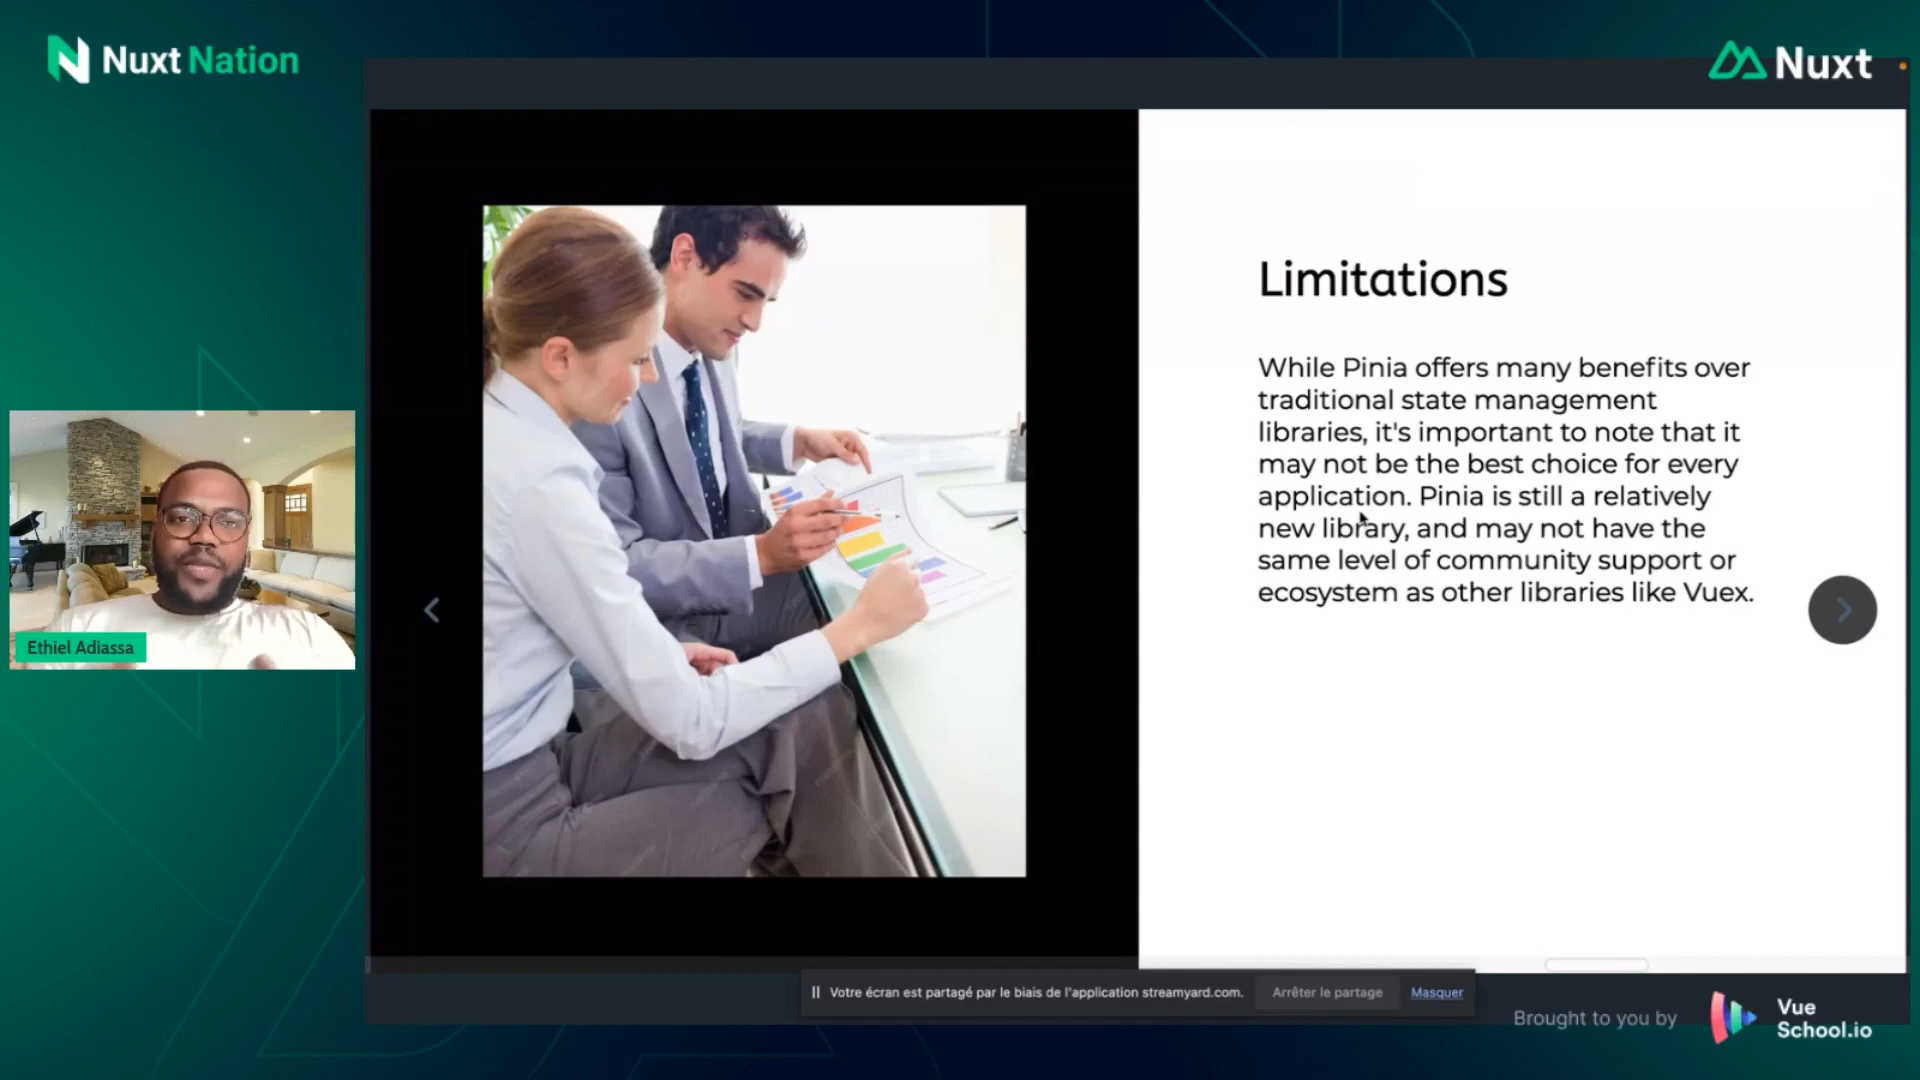 Nuxt Nation
Nuxt
Limitations
While Pinia offers many benefits over
traditional state management
libraries, it's important to note that it
may not be the best choice for every
application. Pinia is still a relatively
new library, and may not have the
same level of community support or
ecosystem as other libraries like Vuex.
Ethiel Adiassa
Votre écran est partagé par le biais de l'application streamyard.com.
Arrêter le partage
Masquer
Brought to you by
Vue
School.io